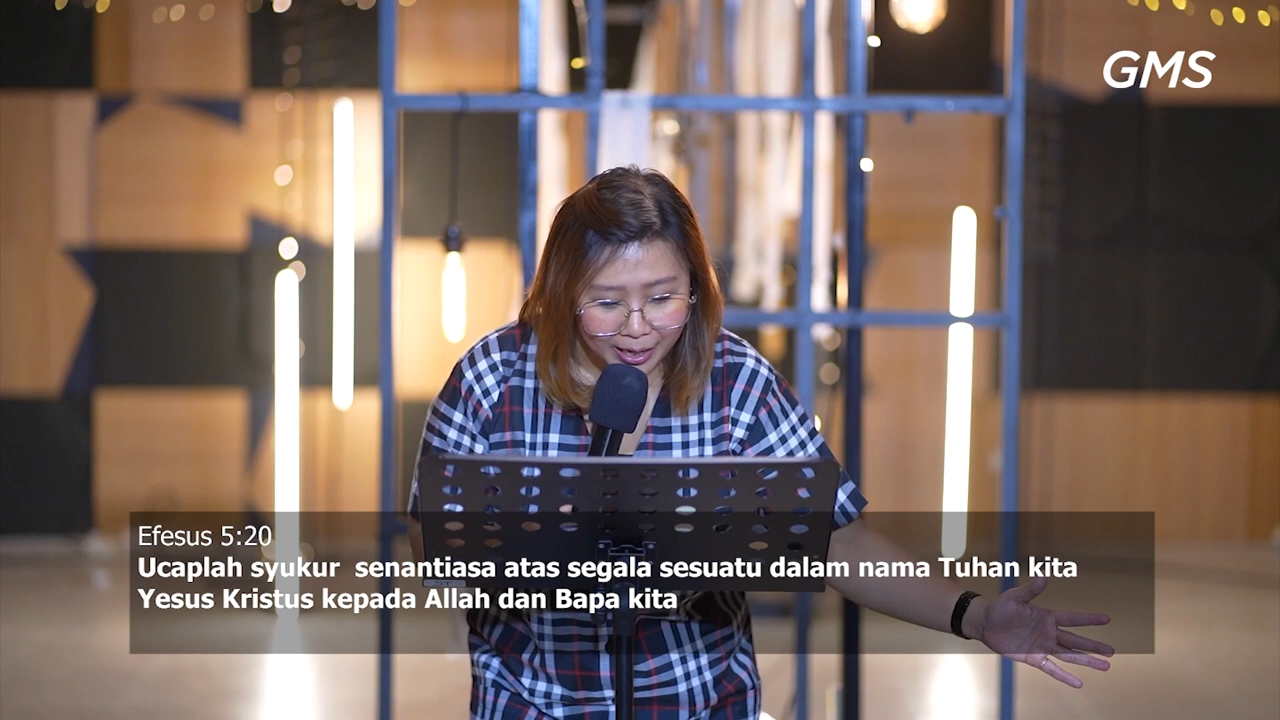 GMS
Efesus 5:20
Ucaplah syukur  senantiasa atas segala sesuatu dalam nama Tuhan kita
Yesus Kristus kepada Allah dan Bapa kita